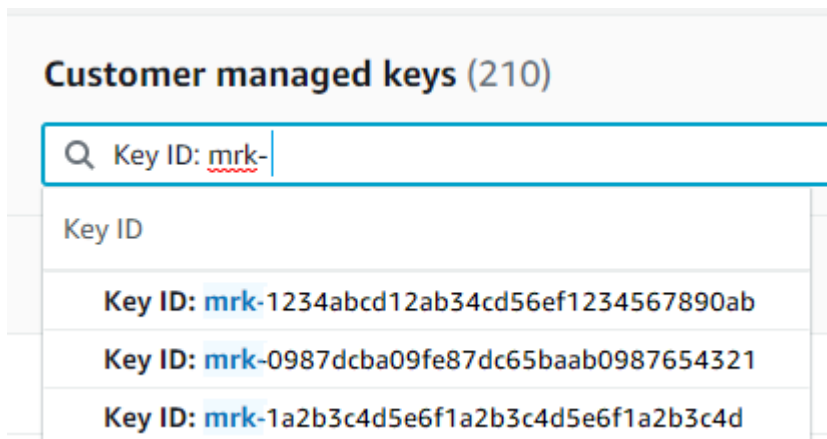 Customer managed keys (210)
Key ID: mrk-
Key ID
Key ID: mrk-1234abcd12ab34cd56ef1234567890ab
Key ID: mrk-0987dcba09fe87dc65baab0987654321
Key ID: mrk-1a2b3c4d5e6f1a2b3c4d5e6f1a2b3c4d